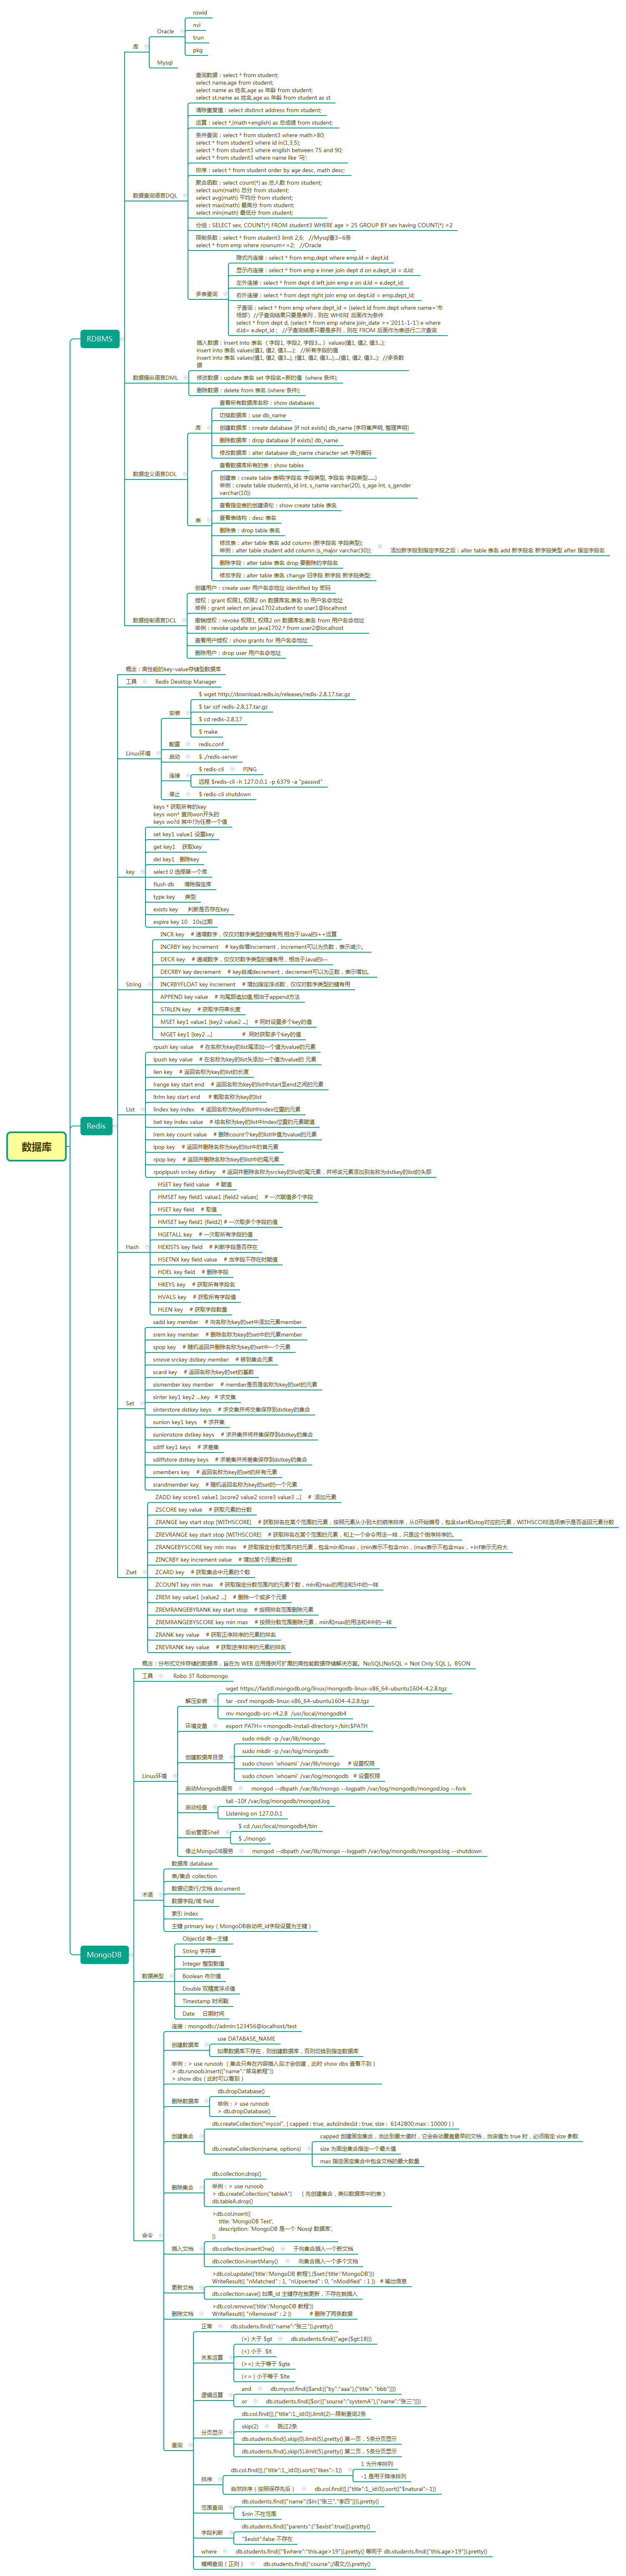 数据库
RDBMS
库
Oracle
rowid
nvl
trun
pkg
Mysql
数据查询语言DQL
查询数据：select * from student;
select name,age from student;
select name as 姓名,age as 年龄 from student;
select st.name as 姓名,age as 年龄 from student as st
清除重复值：select distinct address from student;
运算：select *,(math+english) as 总成绩 from student;
条件查询：select * from student3 where math>80;
select * from student3 where id in(1,3,5);
select * from student3 where english between 75 and 90;
select * from student3 where name like '马';
排序：select * from student order by age desc, math desc;
聚合函数：select count(*) as 总人数 from student;
select sum(math) 总分 from student;
select avg(math) 平均分 from student;
select max(math) 最高分 from student;
select min(math) 最低分 from student;
分组：SELECT sex, COUNT(*) FROM student3 WHERE age > 25 GROUP BY sex having COUNT(*) >2
限制条数：select * from student3 limit 2,6; //Mysql查3~6条
select * from emp where rownum<=2; //Oracle
多表查询
隐式内连接：select * from emp,dept where emp.id = dept.id
显示内连接：select * from emp e inner join dept d on e.dept_id = d.id;
左外连接：select * from dept d left join emp e on d.id = e.dept_id;
右外连接：select * from dept right join emp on dept.id = emp.dept_id;
子查询：select * from emp where dept_id = (select id from dept where name='市
场部') //子查询结果只要是单列，则在 WHERE 后面作为条件
select * from dept d, (select * from emp where join_date >='2011-1-1') e where
d.id= e.dept_id ; //子查询结果只要是多列，则在 FROM 后面作为表进行二次查询
数据操纵语言DML
插入数据：insert into 表名（ 字段1, 字段2, 字段3... ）values(值1, 值2, 值3...);
insert into 表名 values(值1, 值2, 值3.....); //所有字段的值
insert into 表名 values(值1, 值2, 值3...), (值1, 值2, 值3...)....(值1, 值2, 值3...); //多条数
据
修改数据：update 表名 set 字段名=新的值 (where 条件);
删除数据：delete from 表名 (where 条件);
数据定义语言DDL
库
查看所有数据库名称：show databases
切换数据库：use db_name
创建数据库：create database [if not exists] db_name [字符集声明, 整理声明]
删除数据库：drop database [if exists] db_name
修改数据库：alter database db_name character set 字符编码
表
查看数据库所有的表：show tables
创建表：create table 表明(字段名 字段类型, 字段名 字段类型......)
举例：create table student(s_id int, s_name varchar(20), s_age int, s_gender
varchar(10))
查看指定表的创建语句：show create table 表名
查看表结构：desc 表名
删除表：drop table 表名
修改表：alter table 表名 add column (新字段名 字段类型);
举例：alter table student add column (s_major varchar(30));
添加新字段到指定字段之后：alter table 表名 add 新字段名 新字段类型 after 指定字段名
删除字段：alter table 表名 drop 要删除的字段名
修改字段：alter table 表名 change 旧字段 新字段 新字段类型;
数据控制语言DCL
创建用户：create user 用户名@地址 identified by 密码
授权：grant 权限1, 权限2 on 数据库名.表名 to 用户名@地址
举例：grant select on java1702.student to user1@localhost
撤销授权：revoke 权限1, 权限2 on 数据库名.表名 from 用户名@地址
举例：revoke update on java1702.* from user2@localhost
查看用户授权：show grants for 用户名@地址
删除用户：drop user 用户名@地址
Redis
概念：高性能的key-value存储型数据库
工具
Redis Desktop Manager
Linux环境
安装
$ wget http://download.redis.io/releases/redis-2.8.17.tar.gz
$ tar xzf redis-2.8.17.tar.gz
$ cd redis-2.8.17
$ make
配置
redis.conf
启动
$ ./redis-server
连接
$ redis-cli
PING
远程 $redis-cli -h 127.0.0.1 -p 6379 -a "passwd"
停止
$ redis-cli shutdown
key
keys * 获取所有的key
keys won* 查找won开头的
keys wo?d 其中?为任意一个值
set key1 value1 设置key
get key1 获取key
del key1 删除key
select 0 选择第一个库
flush db 清除指定库
type key 类型
exists key 判断是否存在key
expire key 10 10s过期
String
INCR key # 递增数字，仅仅对数字类型的键有用,相当于Java的i++运算
INCRBY key increment # key自增increment，increment可以为负数，表示减少。
DECR key # 递减数字，仅仅对数字类型的键有用，相当于Java的i--
DECRBY key decrement # key自减decrement，decrement可以为正数，表示增加。
INCRBYFLOAT key increment # 增加指定浮点数，仅仅对数字类型的键有用
APPEND key value # 向尾部追加值,相当于append方法
STRLEN key # 获取字符串长度
MSET key1 value1 [key2 value2 ...] # 同时设置多个key的值
MGET key1 [key2 ...] # 同时获取多个key的值
List
rpush key value # 在名称为key的list尾添加一个值为value的元素
lpush key value # 在名称为key的list头添加一个值为value的 元素
llen key # 返回名称为key的list的长度
lrange key start end # 返回名称为key的list中start至end之间的元素
ltrim key start end # 截取名称为key的list
lindex key index # 返回名称为key的list中index位置的元素
lset key index value # 给名称为key的list中index位置的元素赋值
lrem key count value # 删除count个key的list中值为value的元素
lpop key # 返回并删除名称为key的list中的首元素
rpop key # 返回并删除名称为key的list中的尾元素
rpoplpush srckey dstkey # 返回并删除名称为srckey的list的尾元素，并将该元素添加到名称为dstkey的list的头部
Hash
HSET key field value # 赋值
HMSET key field1 value1 [field2 values] # 一次赋值多个字段
HSET key field # 取值
HMSET key field1 [field2] # 一次取多个字段的值
HGETALL key # 一次取所有字段的值
HEXISTS key field # 判断字段是否存在
HSETNX key field value # 当字段不存在时赋值
HDEL key field # 删除字段
HKEYS key # 获取所有字段名
HVALS key # 获取所有字段值
HLEN key # 获取字段数量
Set
sadd key member # 向名称为key的set中添加元素member
srem key member # 删除名称为key的set中的元素member
spop key # 随机返回并删除名称为key的set中一个元素
smove srckey dstkey member # 移到集合元素
scard key # 返回名称为key的set的基数
sismember key member # member是否是名称为key的set的元素
sinter key1 key2 …key # 求交集
sinterstore dstkey keys # 求交集并将交集保存到dstkey的集合
sunion key1 keys # 求并集
sunionstore dstkey keys # 求并集并将并集保存到dstkey的集合
sdiff key1 keys # 求差集
sdiffstore dstkey keys # 求差集并将差集保存到dstkey的集合
smembers key # 返回名称为key的set的所有元素
srandmember key # 随机返回名称为key的set的一个元素
Zset
ZADD key score1 value1 [score2 value2 score3 value3 ...] # 添加元素
ZSCORE key value # 获取元素的分数
ZRANGE key start stop [WITHSCORE] # 获取排名在某个范围的元素，按照元素从小到大的顺序排序，从0开始编号，包含start和stop对应的元素，WITHSCORE选项表示是否返回元素分数
ZREVRANGE key start stop [WITHSCORE] # 获取排名在某个范围的元素，和上一个命令用法一样，只是这个倒序排序的。
ZRANGEBYSCORE key min max # 获取指定分数范围内的元素，包含min和max，(min表示不包含min，(max表示不包含max，+inf表示无穷大
ZINCRBY key increment value # 增加某个元素的分数
ZCARD key # 获取集合中元素的个数
ZCOUNT key min max # 获取指定分数范围内的元素个数，min和max的用法和5中的一样
ZREM key value1 [value2 ...] # 删除一个或多个元素
ZREMRANGEBYRANK key start stop # 按照排名范围删除元素
ZREMRANGEBYSCORE key min max # 按照分数范围删除元素，min和max的用法和4中的一样
ZRANK key value # 获取正序排序的元素的排名
ZREVRANK key value # 获取逆序排序的元素的排名
MongoDB
概念：分布式文件存储的数据库，旨在为 WEB 应用提供可扩展的高性能数据存储解决方案。NoSQL(NoSQL = Not Only SQL )。BSON
工具
Robo 3T Robomongo
Linux环境
解压安装
wget https://fastdl.mongodb.org/linux/mongodb-linux-x86_64-ubuntu1604-4.2.8.tgz
tar -zxvf mongodb-linux-x86_64-ubuntu1604-4.2.8.tgz
mv mongodb-src-r4.2.8 /usr/local/mongodb4
环境变量
export PATH=<mongodb-install-directory>/bin:$PATH
创建数据库目录
sudo mkdir -p /var/lib/mongo
sudo mkdir -p /var/log/mongodb
sudo chown `whoami` /var/lib/mongo # 设置权限
sudo chown `whoami` /var/log/mongodb # 设置权限
启动Mongodb服务
mongod --dbpath /var/lib/mongo --logpath /var/log/mongodb/mongod.log --fork
启动检查
tail -10f /var/log/mongodb/mongod.log
Listening on 127.0.0.1
后台管理Shell
$ cd /usr/local/mongodb4/bin
$ ./mongo
停止MongoDB服务
mongod --dbpath /var/lib/mongo --logpath /var/log/mongodb/mongod.log --shutdown
术语
数据库 database
表/集合 collection
数据记录行/文档 document
数据字段/域 field
索引 index
主键 primary key ( MongoDB自动将_id字段设置为主键 )
数据类型
ObjectId 唯一主键
String 字符串
Integer 整型数值
Boolean 布尔值
Double 双精度浮点值
Timestamp 时间戳
Date 日期时间
命令
连接：mongodb://admin:123456@localhost/test
创建数据库
use DATABASE_NAME
如果数据库不存在，则创建数据库，否则切换到指定数据库
举例：> use runoob （集合只有在内容插入后才会创建，此时 show dbs 查看不到）
> db.runoob.insert({"name":"菜鸟教程"})
> show dbs ( 此时可以看到 )
删除数据库
db.dropDatabase()
举例：> use runoob
> db.dropDatabase()
创建集合
db.createCollection("mycol", { capped : true, autoIndexId : true, size : 6142800,max : 10000 } )
db.createCollection(name, options)
capped 创建固定集合，当达到最大值时，它会自动覆盖最早的文档，当该值为 true 时，必须指定 size 参数
size 为固定集合指定一个最大值
max 指定固定集合中包含文档的最大数量
删除集合
db.collection.drop()
举例：> use runoob
> db.createCollection("tableA") （先创建集合，类似数据库中的表）
db.tableA.drop()
插入文档
>db.col.insert({
title: 'MongoDB Test',
description: 'MongoDB 是一个 Nosql 数据库',
})
db.collection.insertOne()
于向集合插入一个新文档
db.collection.insertMany()
向集合插入一个多个文档
更新文档
>db.col.update({'title':'MongoDB 教程'},{$set:{'title':'MongoDB'}})
WriteResult({ "nMatched" : 1, "nUpserted" : 0, "nModified" : 1 }) # 输出信息
db.collection.save() 如果_id 主键存在就更新，不存在就插入
删除文档
>db.col.remove({'title':'MongoDB 教程'})
WriteResult({ "nRemoved" : 2 }) # 删除了两条数据
查询
正常
db.studens.find({"name":"张三"}).pretty()
关系运算
(>) 大于 $gt
db.students.find({"age:{$gt:18}})
(<) 小于 $lt
(>=) 大于等于 $gte
(<= ) 小于等于 $lte
逻辑运算
and
db.mycol.find({$and:[{"by":"aaa"},{"title": "bbb"}]})
or
db.students.find({$or:[{"sourse":"systemA"},{"name":"张三"}]})
分页显示
db.col.find({},{"title":1,_id:0}).limit(2)--限制查询2条
skip(2)
跳过2条
db.students.find().skip(0).limit(5).pretty() 第一页，5条分页显示
db.students.find().skip(5).limit(5).pretty() 第二页，5条分页显示
排序
db.col.find({},{"title":1,_id:0}).sort({"likes":-1})
1 为升序排列
-1 是用于降序排列
自然排序（按照保存先后）
db.col.find({},{"title":1,_id:0}).sort({"$natural":-1})
范围查询
db.students.find({"name":{$in:["张三","李四"]}}).pretty()
$nin 不在范围
字段判断
db.students.find({"parents":{"$exist":true}}).pretty()
"$exist":false 不存在
where
db.students.find({"$where":"this.age>19"}).pretty() 等同于 db.students.find({"this.age>19"}).pretty()
模糊查询（正则）
db.students.find({"course":/语文/}).pretty()